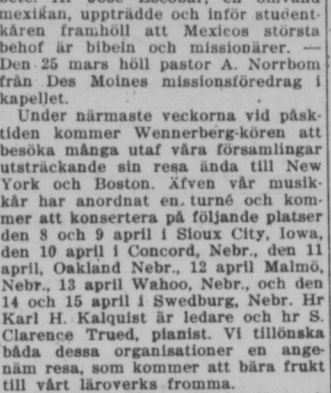 mexikan, uppträdde och inför student-
kåren framhöll att Mexicos största
behof är bibeln och missionärer. —
Den 25 mars höll pastor A. Norrbom
från Des Moines missionsföredrag i
kapellet.
Under närmaste veckorna vid påsk-
tiden kommer Wennerberg-kören att
besöka många utaf våra församlingar
utsträckande sin resa ända till New
York och Boston. Äfven vår musik-
kår har anordnat en turné och kom-
mer att konsertera på följande platser
den 8 och 9 april i Sioux City, Iowa,
den 10 april i Concord, Nebr., den 11
april, Oakland Nebr., 12 april Malmö,
Nebr., 13 april Wahoo, Nebr., och den
14 och 15 april i Swedburg, Nebr. Hr
Karl H. Kalquist är ledare och hr S.
Clarence Trued, pianist. Vi tillönska
båda dessa organisationer en ange-
näm resa, som kommer att bära frukt
till vårt läroverks fromma.